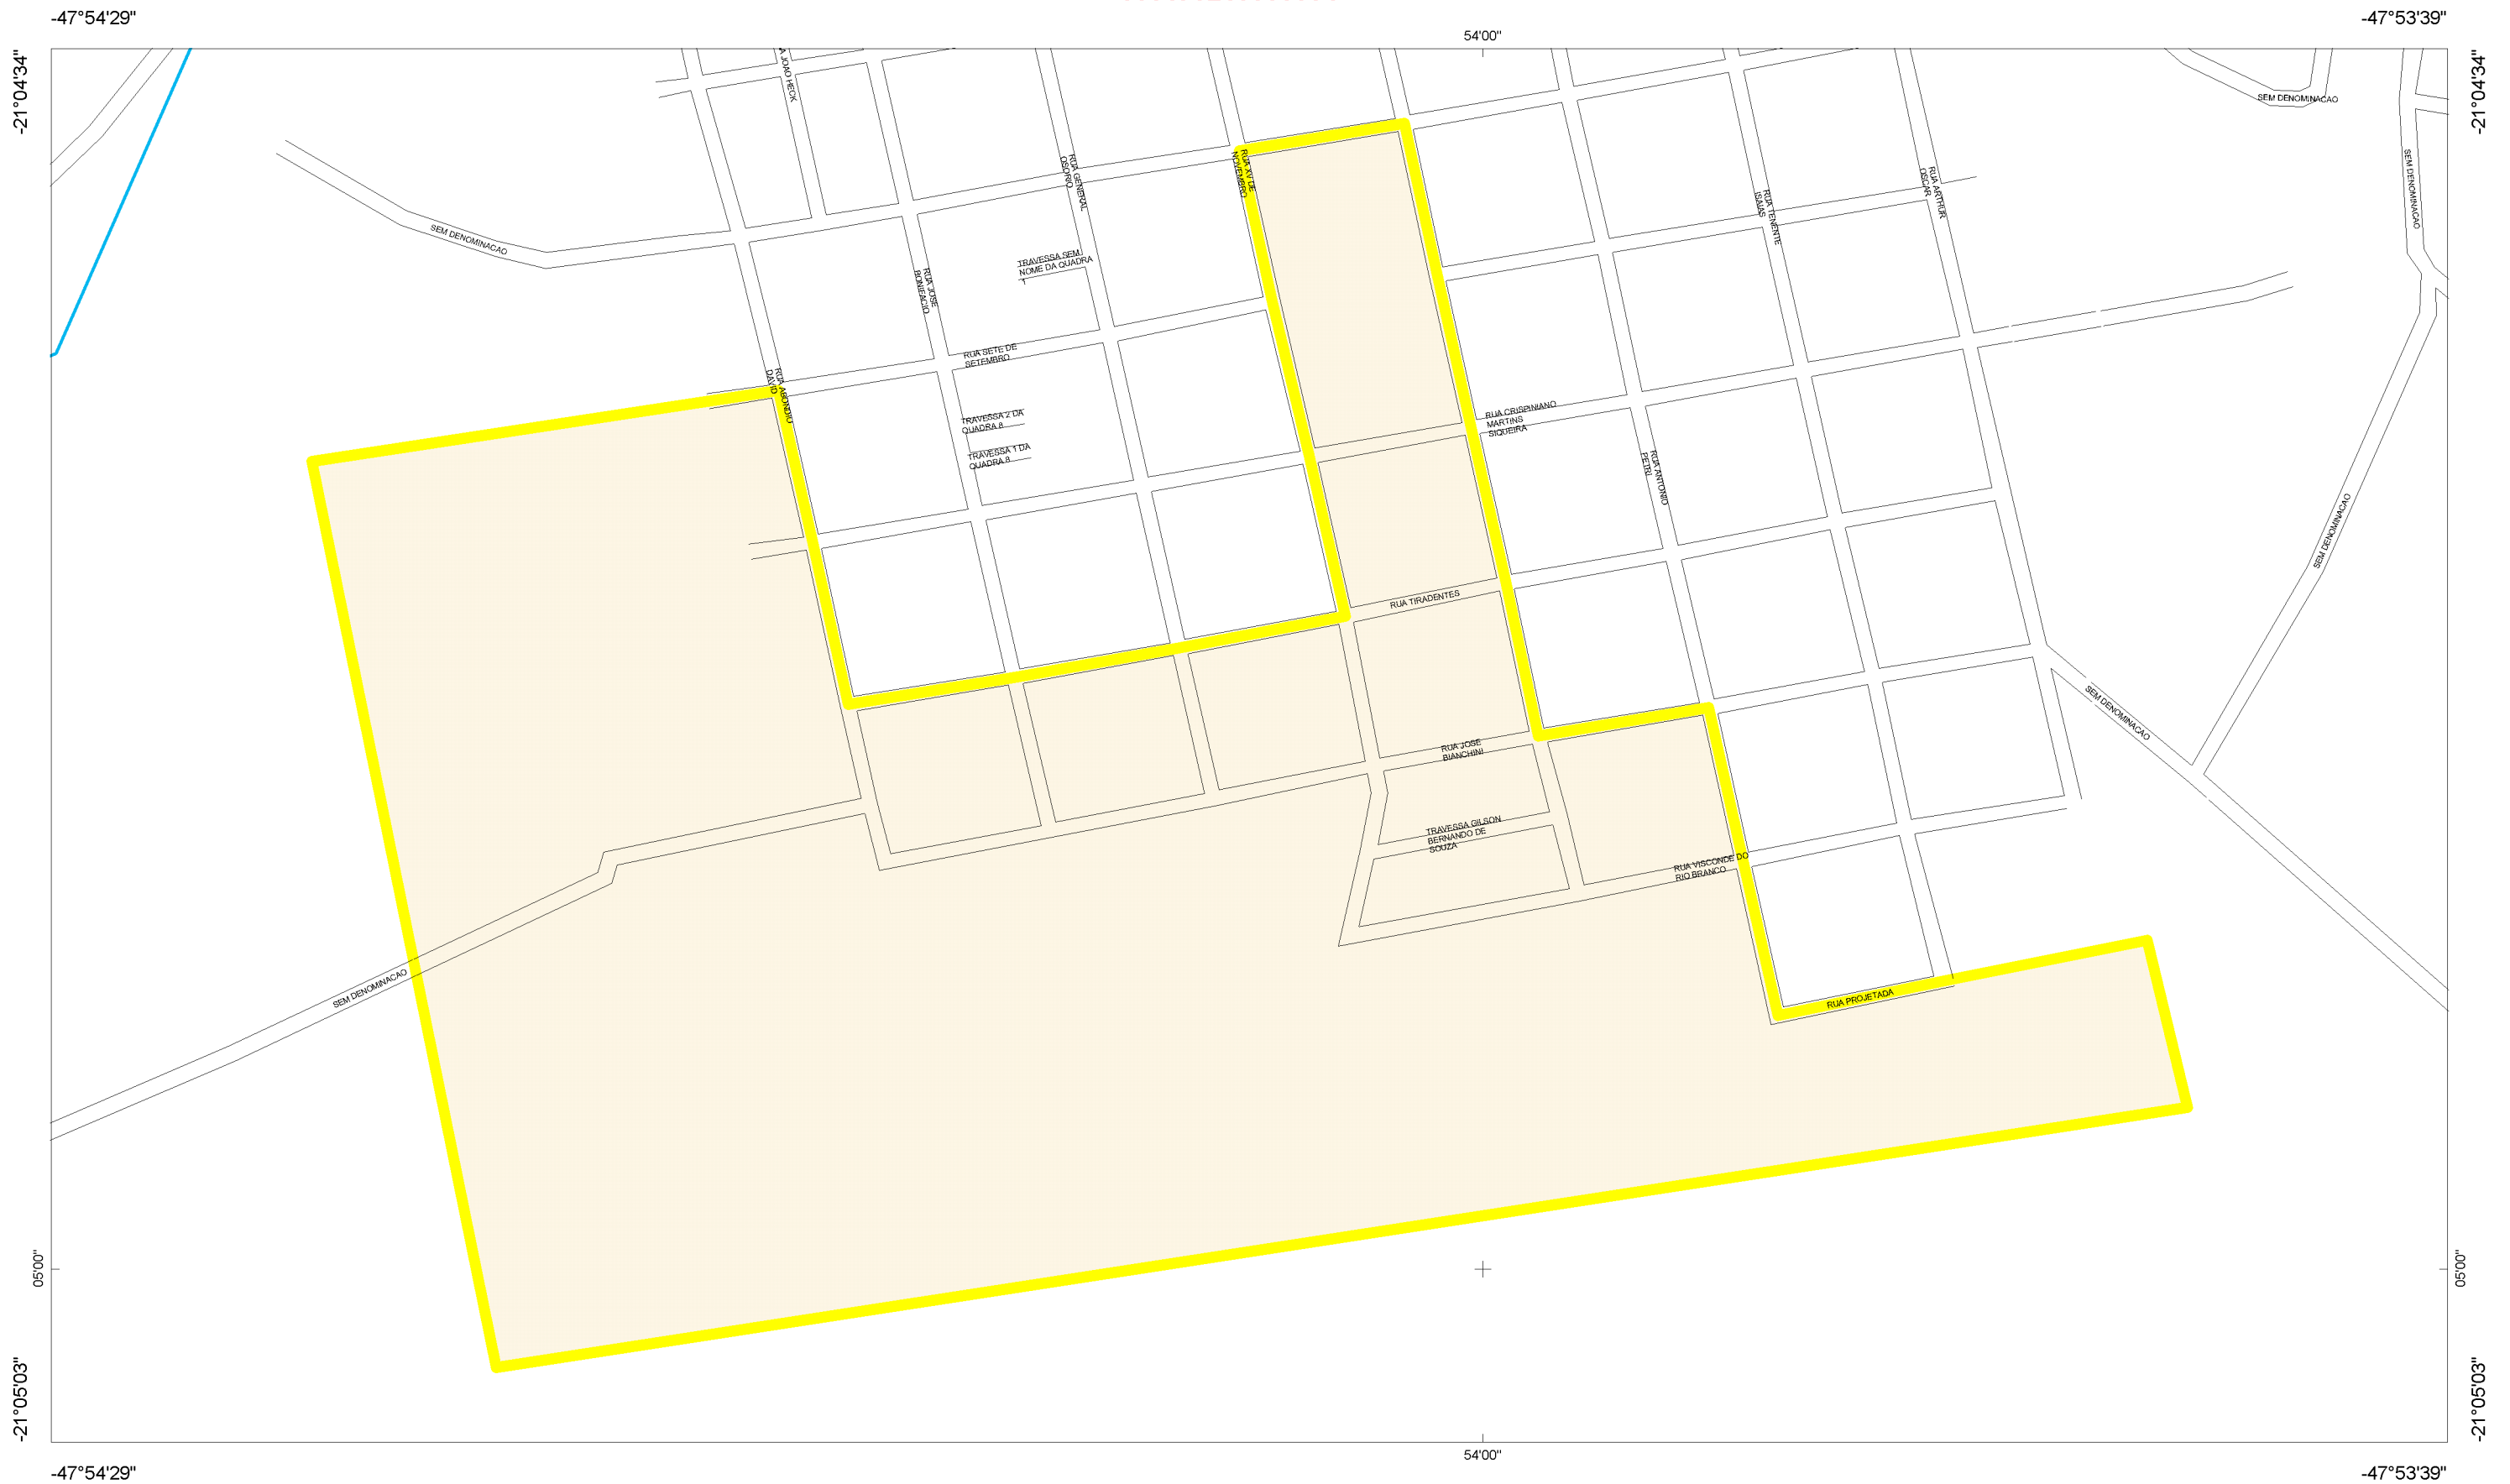 -47°54'29"
-47°53'39"
54'00"
-21°04'34"
-21°04'34"
JOAO HECK
SEM DENOMINACAO
SEM DENOMINACAO
RUA XV DE
NOVEMBRO
RUA GENERAL
OSORIO
RUA ARTHUR
OSCAR
RUA TENENTE
ISAIAS
SEM DENOMINACAO
TRAVESSA SEM
NOME DA QUADRA
1
RUA JOSE
BONIFACIO
RUA SETE DE
SETEMBRO
RUA ABONDIO
DAVID
TRAVESSA 2 DA
QUADRA 8
RUA CRISPINIANO
MARTINS
SIQUEIRA
TRAVESSA 1 DA
QUADRA 8
RUA ANTONIO
PETRI
SEM DENOMINACAO
RUA TIRADENTES
SEM DENOMINACAO
RUA JOSE
BIANCHINI
TRAVESSA GILSON
BERNANDO DE
SOUZA
RUA VISCONDE DO
RIO BRANCO
SEM DENOMINACAO
RUA PROJETADA
05'00"
05'00"
-21°05'03"
-21°05'03"
54'00"
-47°54'29"
-47°53'39"